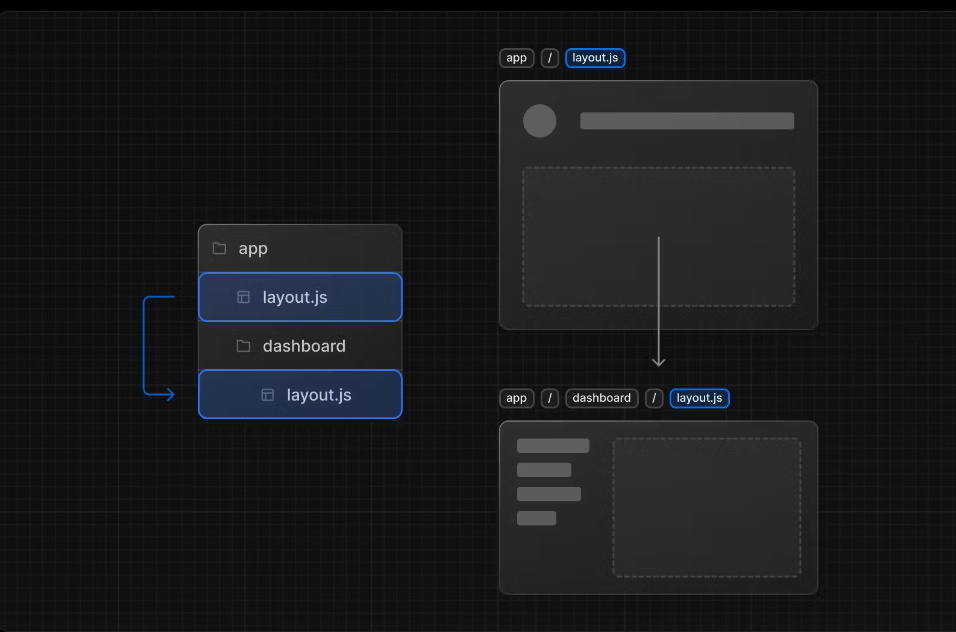 app / layout.js
app
layout.js
dashboard
layout.js
app / dashboard / layout.js